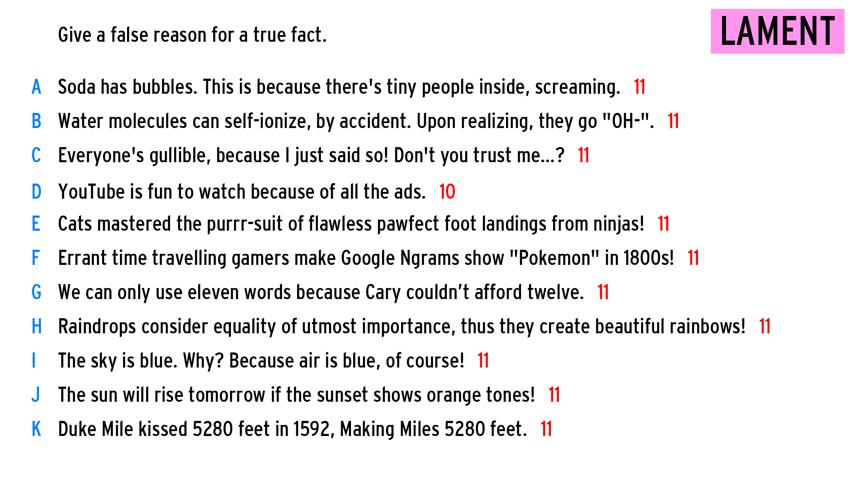 Give a false reason for a true fact.
LAMENT
A Soda has bubbles. This is because there's tiny people inside, screaming. 11
B Water molecules can self-ionize, by accident. Upon realizing, they go "OH-". 11
C Everyone's gullible, because I just said so! Don't you trust me...? 11
D YouTube is fun to watch because of all the ads. 10
E Cats mastered the purrr-suit of flawless pawfect foot landings from ninjas! 11
F Errant time travelling gamers make Google Ngrams show "Pokemon" in 1800s! 11
G We can only use eleven words because Cary couldn’t afford twelve. 11
H Raindrops consider equality of utmost importance, thus they create beautiful rainbows! 11
I The sky is blue. Why? Because air is blue, of course! 11
J The sun will rise tomorrow if the sunset shows orange tones! 11
K Duke Mile kissed 5280 feet in 1592, Making Miles 5280 feet. 11